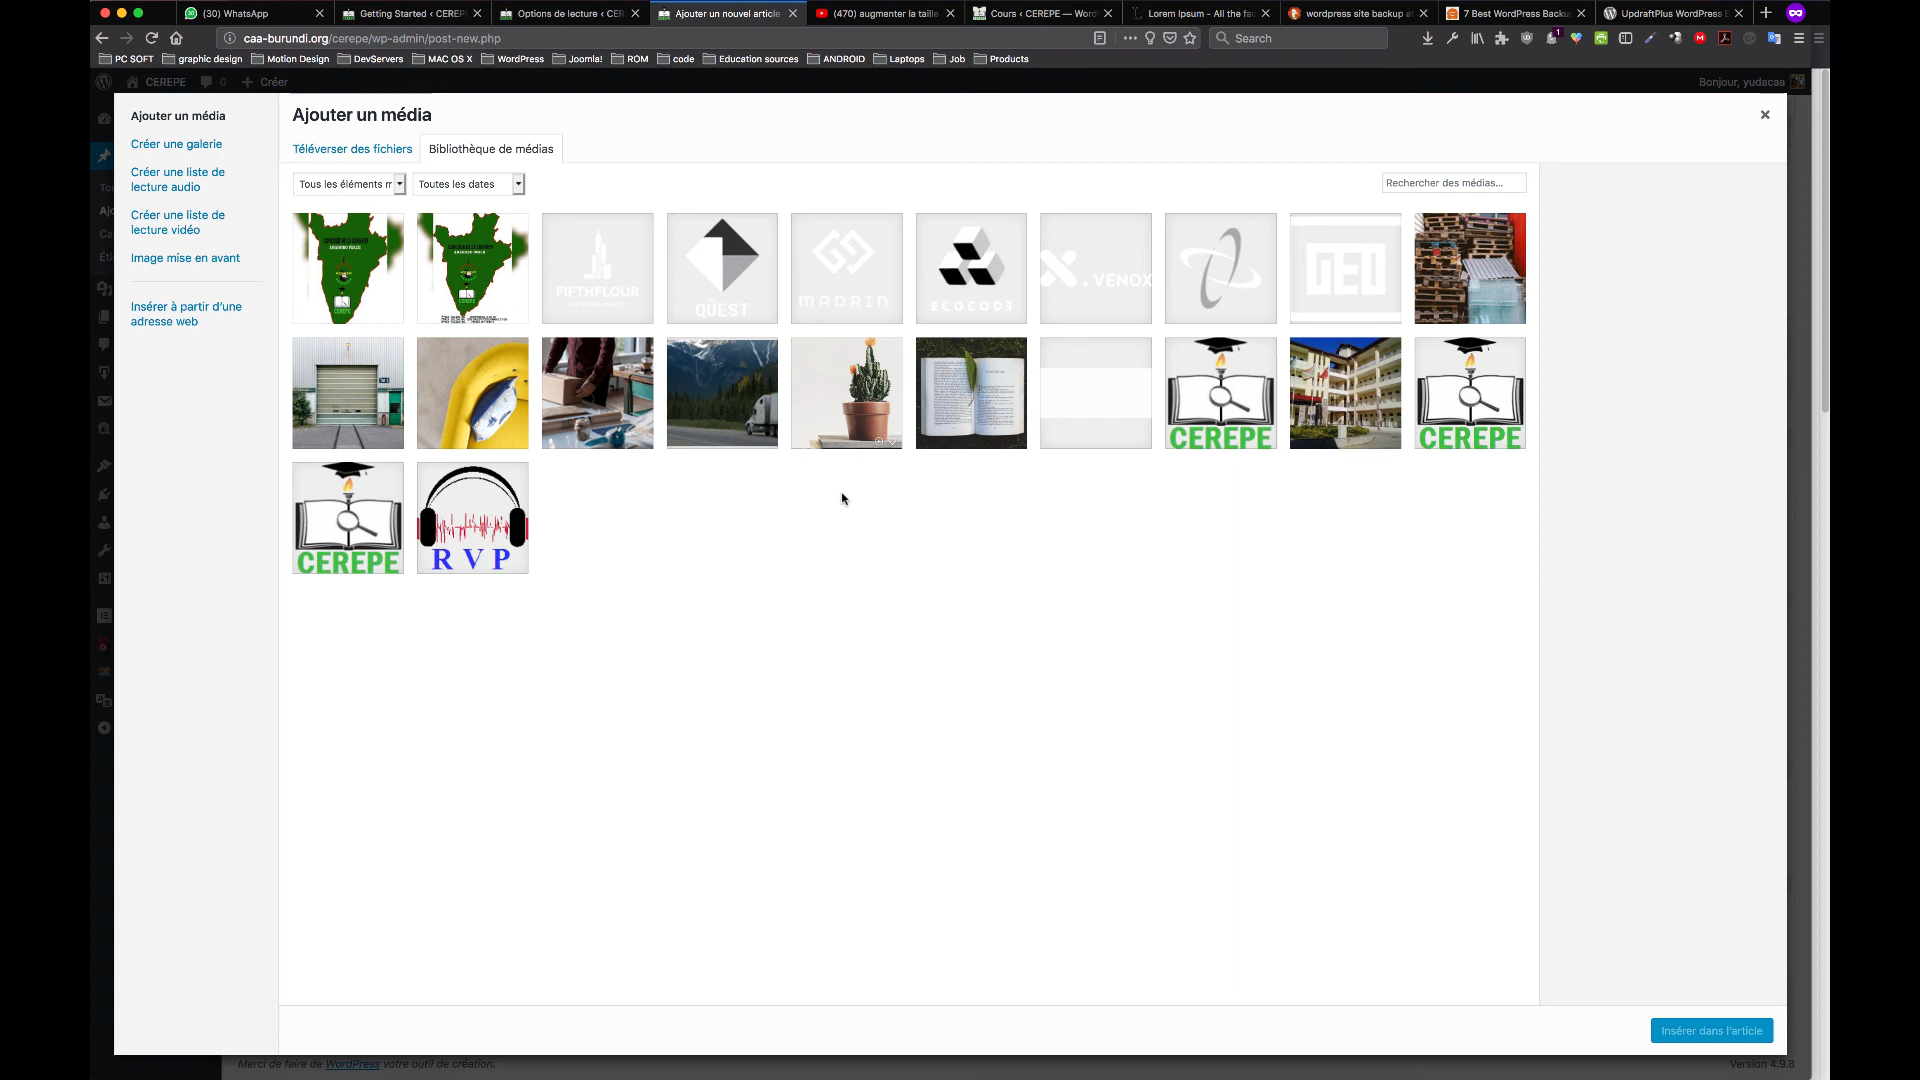 (30) WhatsApp
Getting Started ‹ CEREPE
Options de lecture ‹ CER
Ajouter un nouvel article
(470) augmenter la taille
Cours ‹ CEREPE — Word
Lorem Ipsum - All the fac
wordpress site backup at
7 Best WordPress Backu
UpdraftPlus WordPress B
caa-burundi.org/cerepe/wp-admin/post-new.php
Search
1
PC SOFT
graphic design
Motion Design
DevServers
MAC OS X
WordPress
Joomla!
ROM
code
Education sources
ANDROID
Laptops
Job
Products
CEREPE
0
Créer
Bonjour, yudacaa
Ajouter un média
Créer une galerie
Créer une liste de
lecture audio
Créer une liste de
lecture vidéo
Image mise en avant
Insérer à partir d'une
adresse web
Ajouter un média
Téléverser des fichiers
Bibliothèque de médias
Tous les éléments m
Toutes les dates
Rechercher des médias...
FIFTHFLOUR
QÜEST
MADRIN
ECOCODE
X.VENOX
GEO
CEREPE
CEREPE
CEREPE
R V P
Insérer dans l'article
Merci de faire de WordPress votre outil de création.
Version 4.9.8